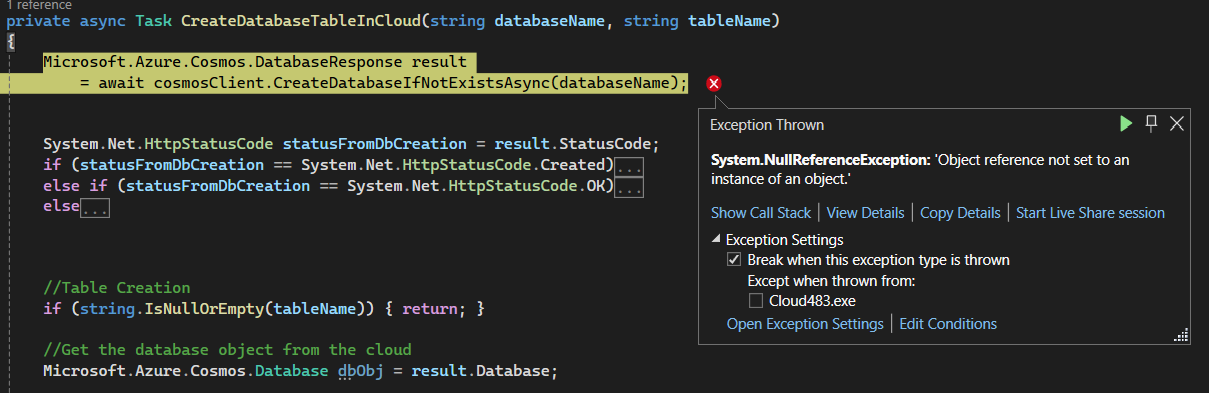 1 reference
private async Task CreateDatabaseTableInCloud(string databaseName, string tableName)
{
Microsoft.Azure.Cosmos.DatabaseResponse result
= await cosmosClient.CreateDatabaseIfNotExistsAsync(databaseName);
System.Net.HttpStatusCode statusFromDbCreation = result.StatusCode;
if (statusFromDbCreation == System.Net.HttpStatusCode.Created)...
else if (statusFromDbCreation == System.Net.HttpStatusCode.OK)...
else...
//Table Creation
if (string.IsNullOrEmpty(tableName)) { return; }
//Get the database object from the cloud
Microsoft.Azure.Cosmos.Database dbObj = result.Database;
Exception Thrown
System.NullReferenceException: 'Object reference not set to an
instance of an object.'
Show Call Stack | View Details | Copy Details | Start Live Share session
Exception Settings
Break when this exception type is thrown
Except when thrown from:
Cloud483.exe
Open Exception Settings | Edit Conditions